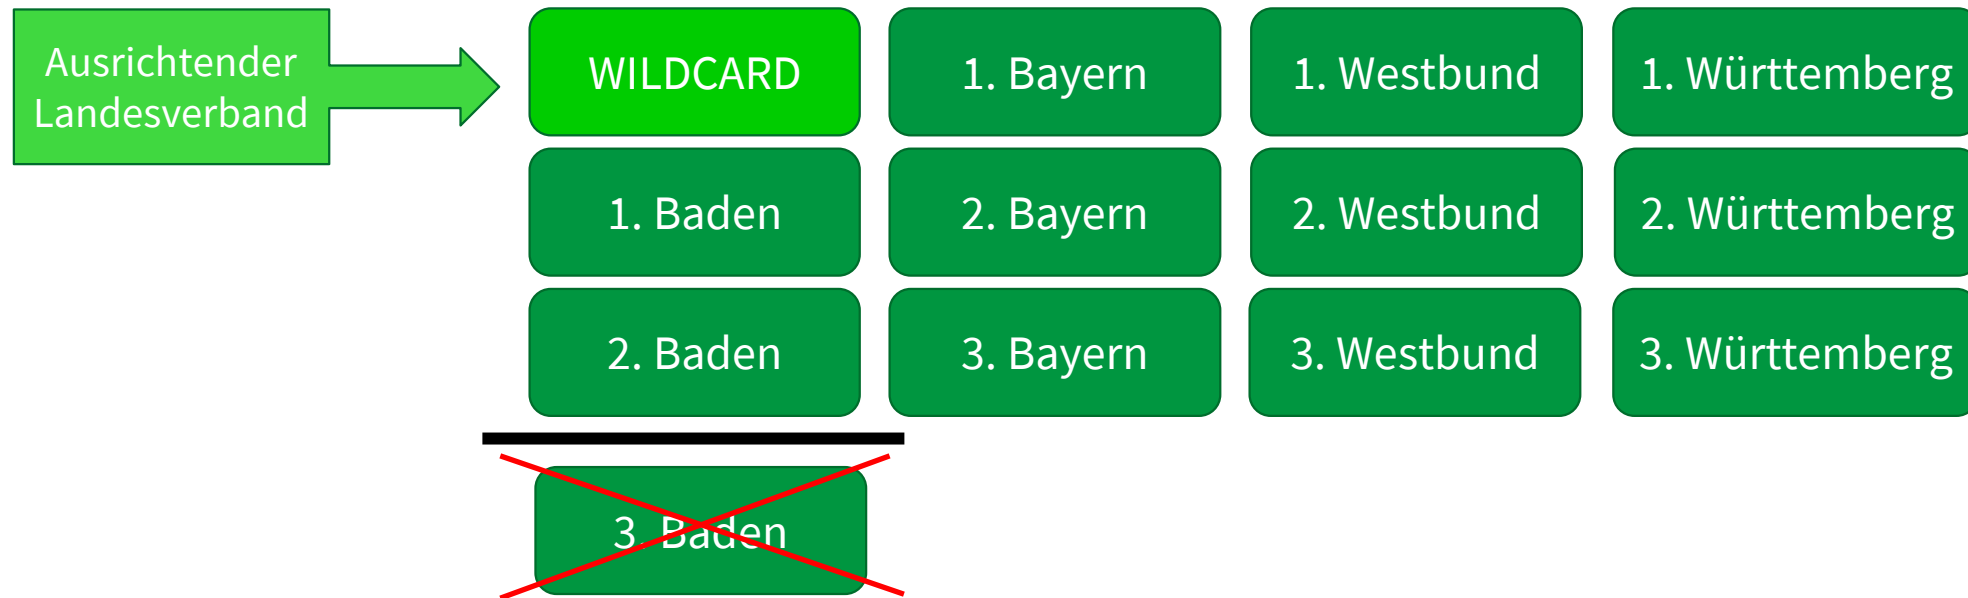 Ausrichtender
Landesverband
WILDCARD
1. Bayern
1. Westbund
1. Württemberg
1. Baden
2. Bayern
2. Westbund
2. Württemberg
2. Baden
3. Bayern
3. Westbund
3. Württemberg
3. Baden